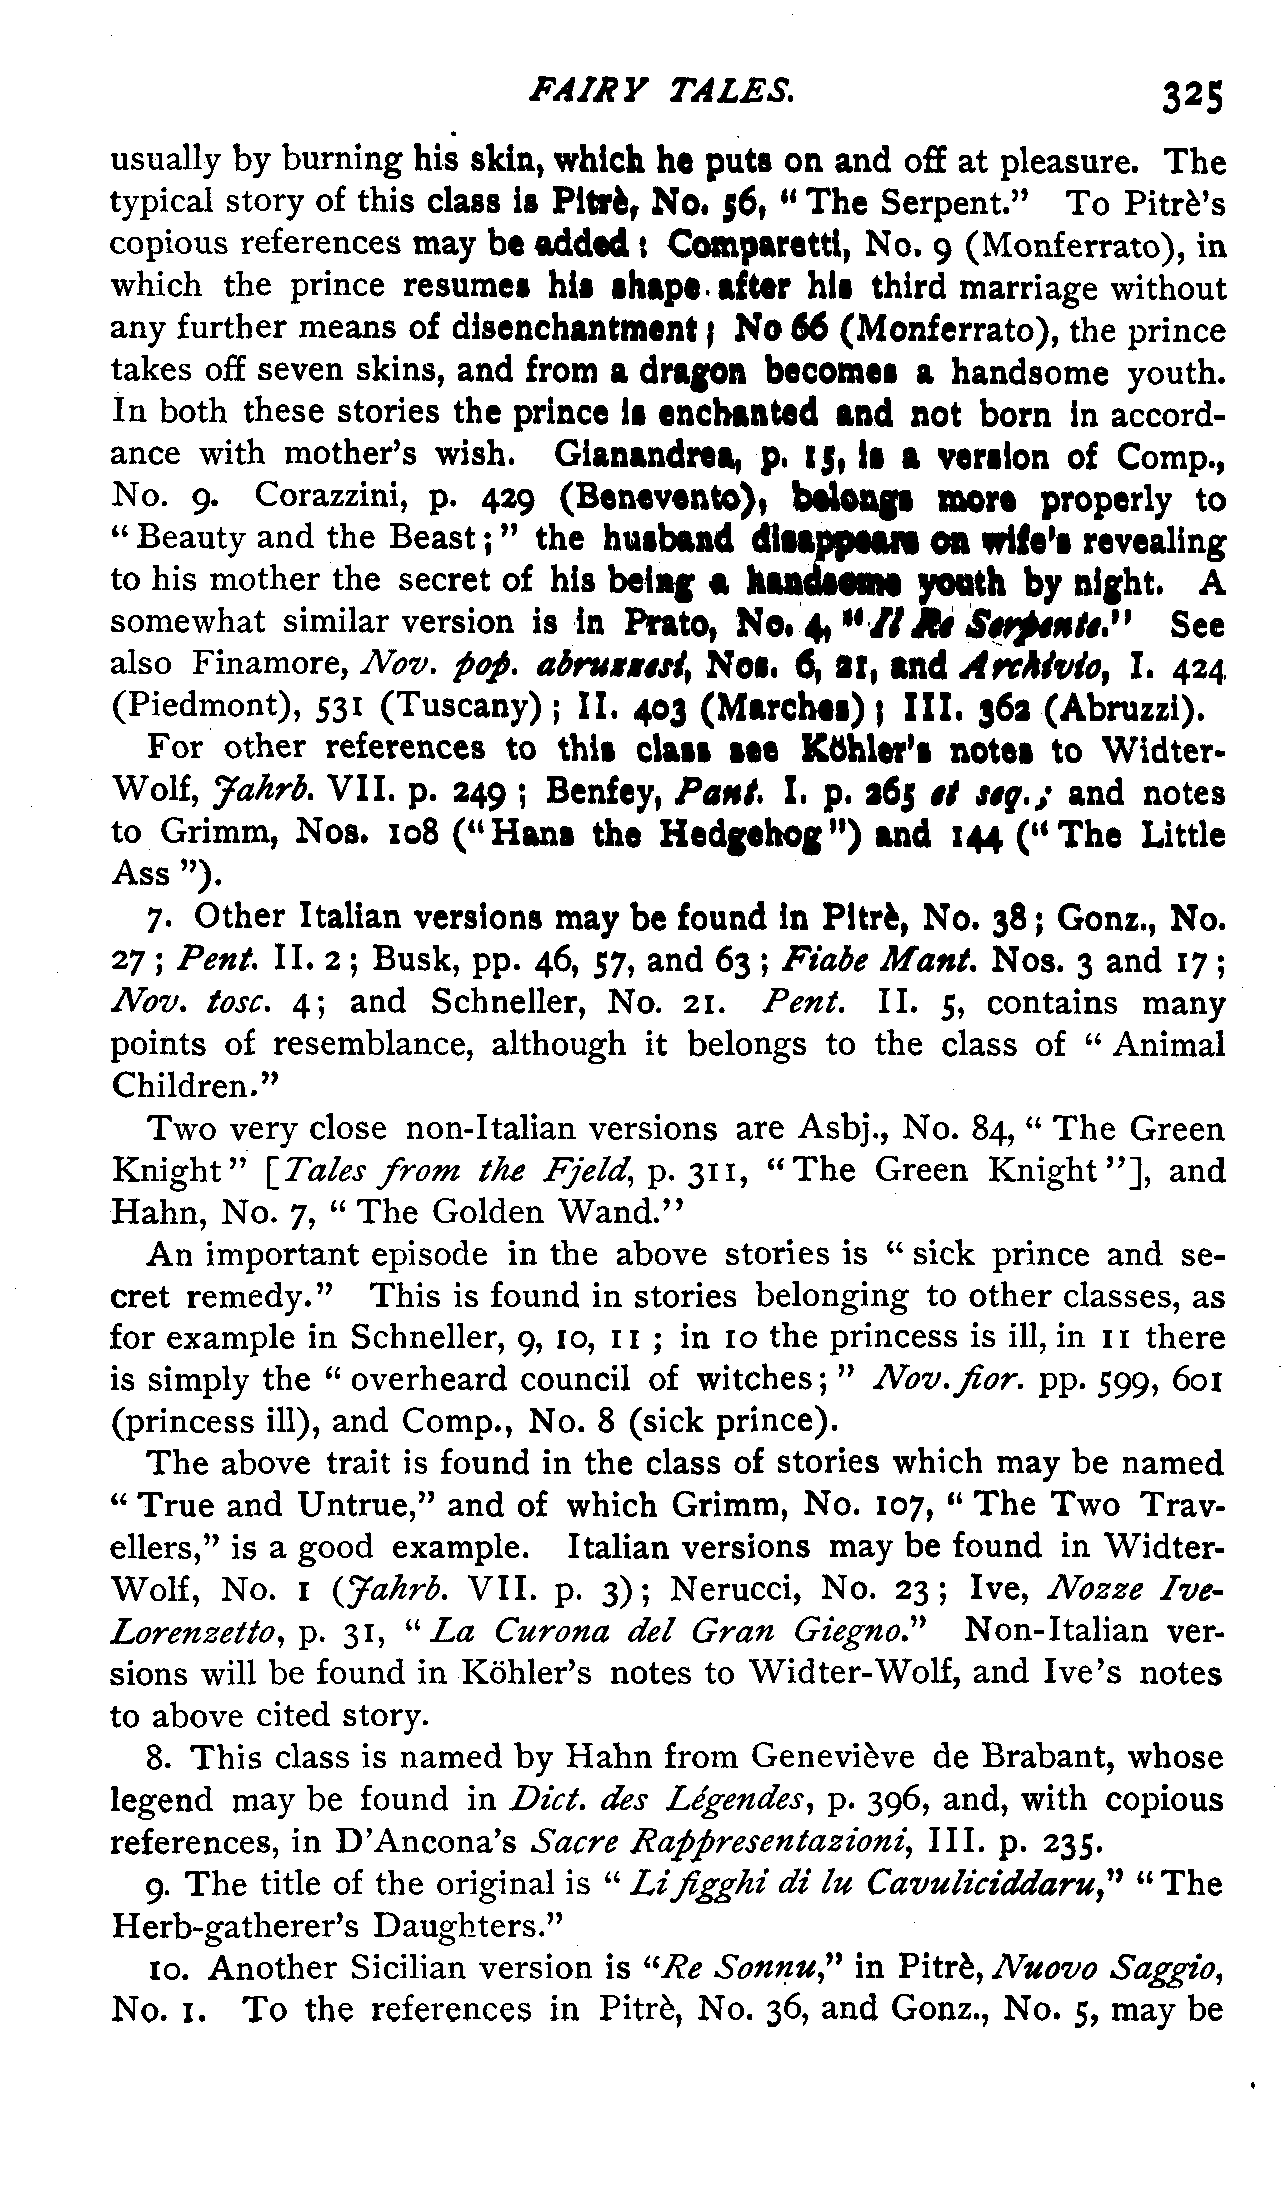 FAIRY TALES. 325
usually by burning his skin, which he puts on and off at pleasure. The
typical story of this class is Pitrè, No. 56, “The Serpent.” To Pitrè’s
copious references may be added: Comparetti, No. 9 (Monferrato), in
which the prince resumes his shape after his third marriage without
any further means of disenchantment; No 66 (Monferrato), the prince
takes off seven skins, and from a dragon becomes a handsome youth.
In both these stories the prince is enchanted and not born in accord-
ance with mother’s wish. Gianandrea, p. 15, is a version of Comp.,
No. 9. Corazzini, p. 429 (Benevento), belongs more properly to
“Beauty and the Beast;” the husband disappears on wife’s revealing
to his mother the secret of his being a handsome youth by night. A
somewhat similar version is in Prato, No. 4, “Il Re Serpente.” See
also Finamore, Nov. pop. abruzzesi, Nos. 6, 21, and Archivio, I. 424
(Piedmont), 531 (Tuscany); II. 403 (Marches); III. 362 (Abruzzi).
For other references to this class see Köhler’s notes to Widter-
Wolf, Jahrb. VII. p. 249; Benfey, Pant. I. p. 265 et seq.; and notes
to Grimm, Nos. 108 (“Hans the Hedgehog”) and 144 (“The Little
Ass”).
7. Other Italian versions may be found in Pitrè, No. 38; Gonz., No.
27; Pent. II. 2; Busk, pp. 46, 57, and 63; Fiabe Mant. Nos. 3 and 17;
Nov. tosc. 4; and Schneller, No. 21. Pent. II. 5, contains many
points of resemblance, although it belongs to the class of “Animal
Children.”
Two very close non-Italian versions are Asbj., No. 84, “The Green
Knight” [Tales from the Fjeld, p. 311, “The Green Knight”], and
Hahn, No. 7, “The Golden Wand.”
An important episode in the above stories is “sick prince and se-
cret remedy.” This is found in stories belonging to other classes, as
for example in Schneller, 9, 10, 11; in 10 the princess is ill, in 11 there
is simply the “overheard council of witches;” Nov. fior. pp. 599, 601
(princess ill), and Comp., No. 8 (sick prince).
The above trait is found in the class of stories which may be named
“True and Untrue,” and of which Grimm, No. 107, “The Two Trav-
ellers,” is a good example. Italian versions may be found in Widter-
Wolf, No. 1 (Jahrb. VII. p. 3); Nerucci, No. 23; Ive, Nozze Ive-
Lorenzetto, p. 31, “La Curona del Gran Giegno.” Non-Italian ver-
sions will be found in Köhler’s notes to Widter-Wolf, and Ive’s notes
to above cited story.
8. This class is named by Hahn from Geneviève de Brabant, whose
legend may be found in Dict. des Légendes, p. 396, and, with copious
references, in D’Ancona’s Sacre Rappresentazioni, III. p. 235.
9. The title of the original is “Li figghi di lu Cavuliciddaru,” “The
Herb-gatherer’s Daughters.”
10. Another Sicilian version is “Re Sonnu,” in Pitrè, Nuovo Saggio,
No. 1. To the references in Pitrè, No. 36, and Gonz., No. 5, may be